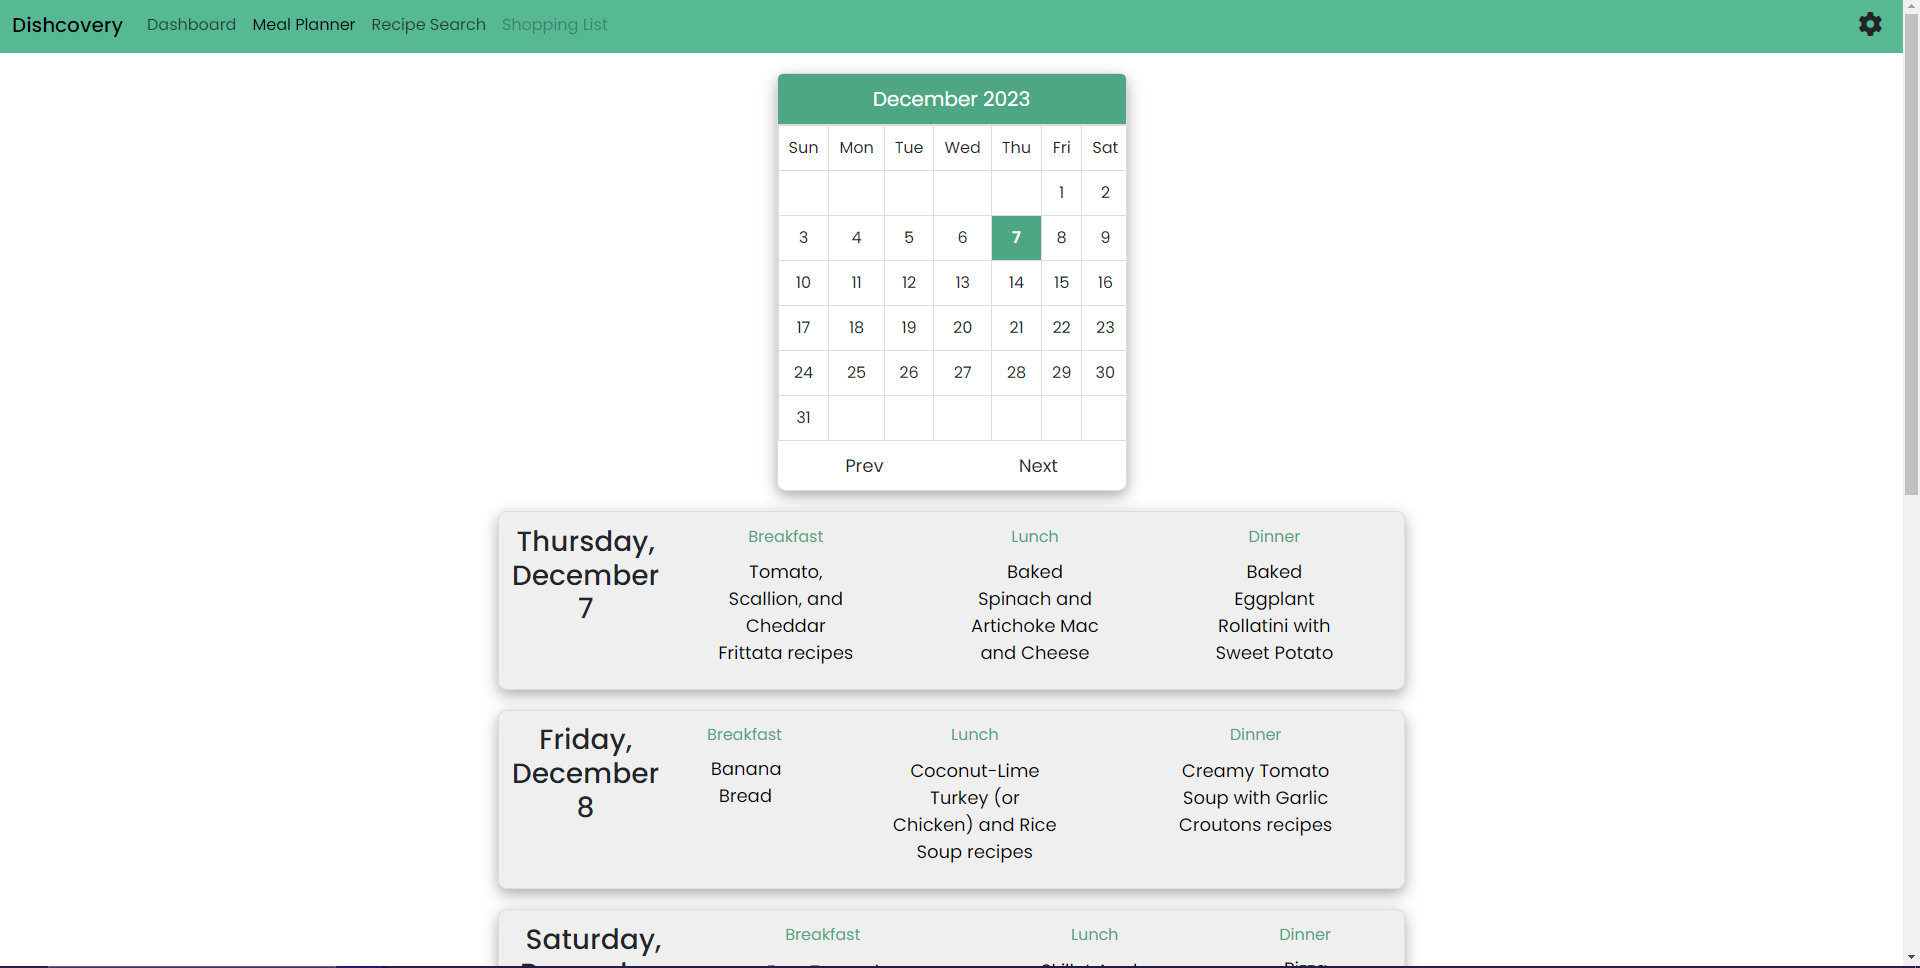 Dishcovery Dashboard Meal Planner Recipe Search Shopping List
December 2023
Sun Mon Tue Wed Thu Fri Sat
1 2
3 4 5 6 7 8 9
10 11 12 13 14 15 16
17 18 19 20 21 22 23
24 25 26 27 28 29 30
31
Prev Next
Thursday,
December
7
Breakfast
Tomato,
Scallion, and
Cheddar
Frittata recipes
Lunch
Baked
Spinach and
Artichoke Mac
and Cheese
Dinner
Baked
Eggplant
Rollatini with
Sweet Potato
Friday,
December
8
Breakfast
Banana
Bread
Lunch
Coconut-Lime
Turkey (or
Chicken) and Rice
Soup recipes
Dinner
Creamy Tomato
Soup with Garlic
Croutons recipes
Saturday,
Breakfast
Lunch
Dinner